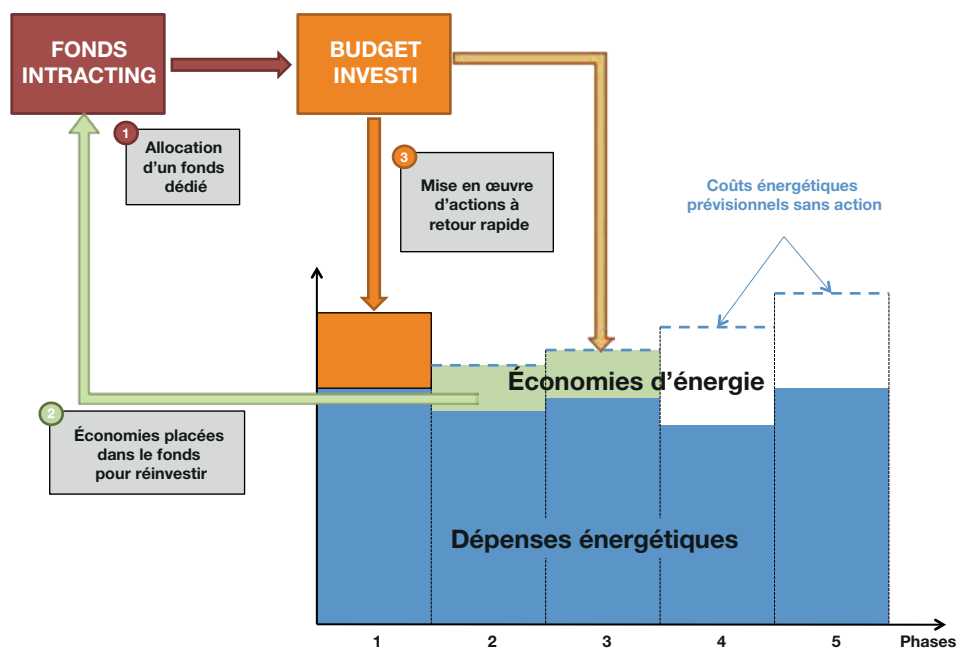 FONDS
INTRACTING
BUDGET
INVESTI
1
Allocation
d’un fonds
dédié
3
Mise en œuvre
d’actions à
retour rapide
Coûts énergétiques
prévisionnels sans action
Économies d’énergie
2
Économies placées
dans le fonds
pour réinvestir
Dépenses énergétiques
1 2 3 4 5 Phases